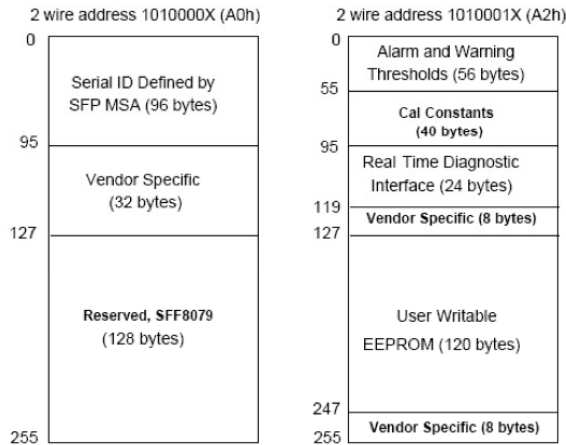 2 wire address 1010000X (A0h)
0
Serial ID Defined by
SFP MSA (96 bytes)
95
Vendor Specific
(32 bytes)
127
Reserved, SFF8079
(128 bytes)
255
2 wire address 1010001X (A2h)
0
Alarm and Warning
Thresholds (56 bytes)
55
Cal Constants
(40 bytes)
95
Real Time Diagnostic
Interface (24 bytes)
119
Vendor Specific (8 bytes)
127
User Writable
EEPROM (120 bytes)
247
Vendor Specific (8 bytes)
255